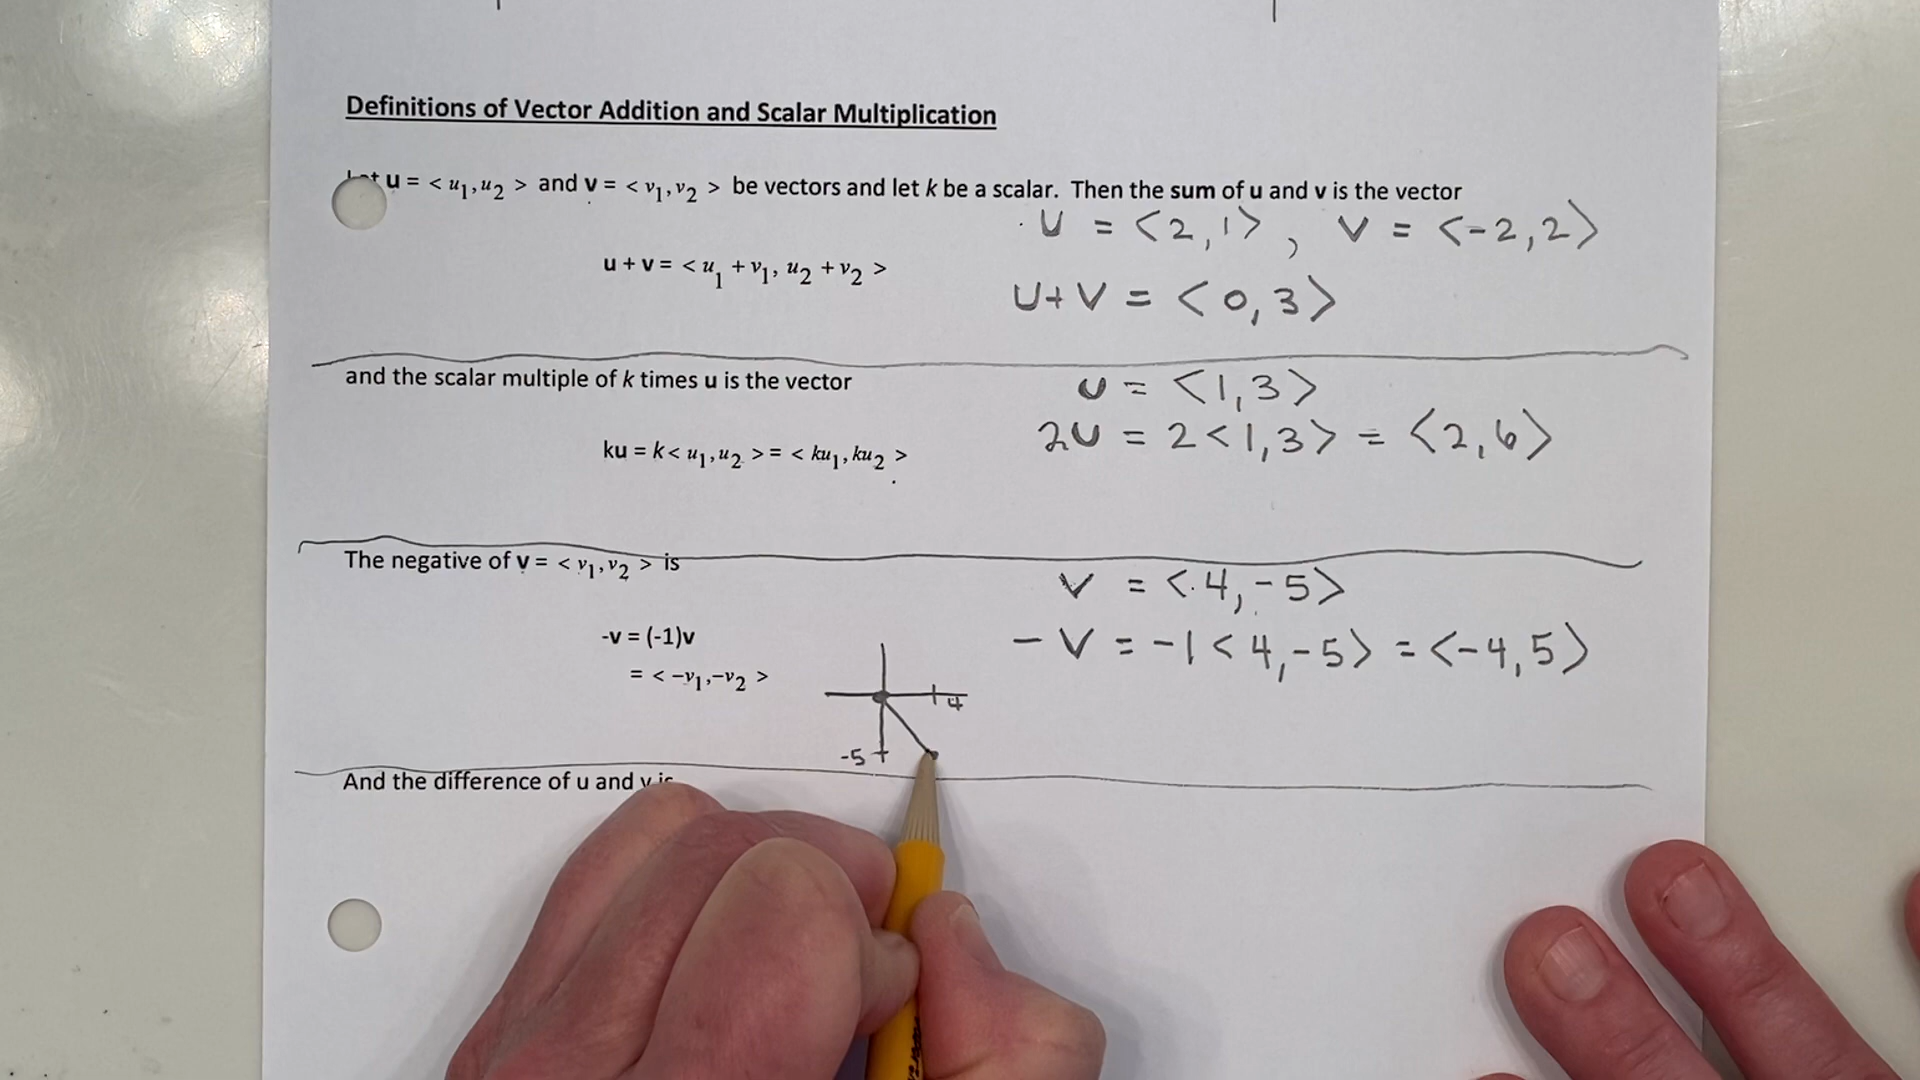 Definitions of Vector Addition and Scalar Multiplication
u = < u₁, u₂ > and v = < v₁, v₂ > be vectors and let k be a scalar. Then the sum of u and v is the vector
U = <2,1>, V = <-2,2>
u + v = < u₁ + v₁, u₂ + v₂ >
U+V = <0,3>
and the scalar multiple of k times u is the vector
U = <1,3>
2U = 2<1,3> = <2,6>
ku = k< u₁, u₂ > = < ku₁, ku₂ >
The negative of v = < v₁, v₂ > is
V = <4,-5>
-v = (-1)v
-V = -1<4,-5> = <-4,5>
= < -v₁, -v₂ >
4
-5
And the difference of u and v is